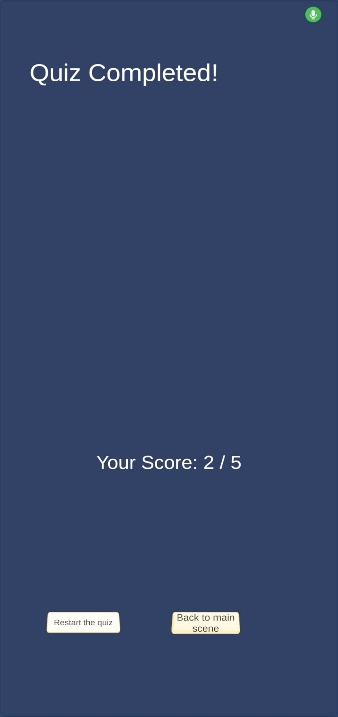 Quiz Completed!
Your Score: 2 / 5
Restart the quiz
Back to main
scene